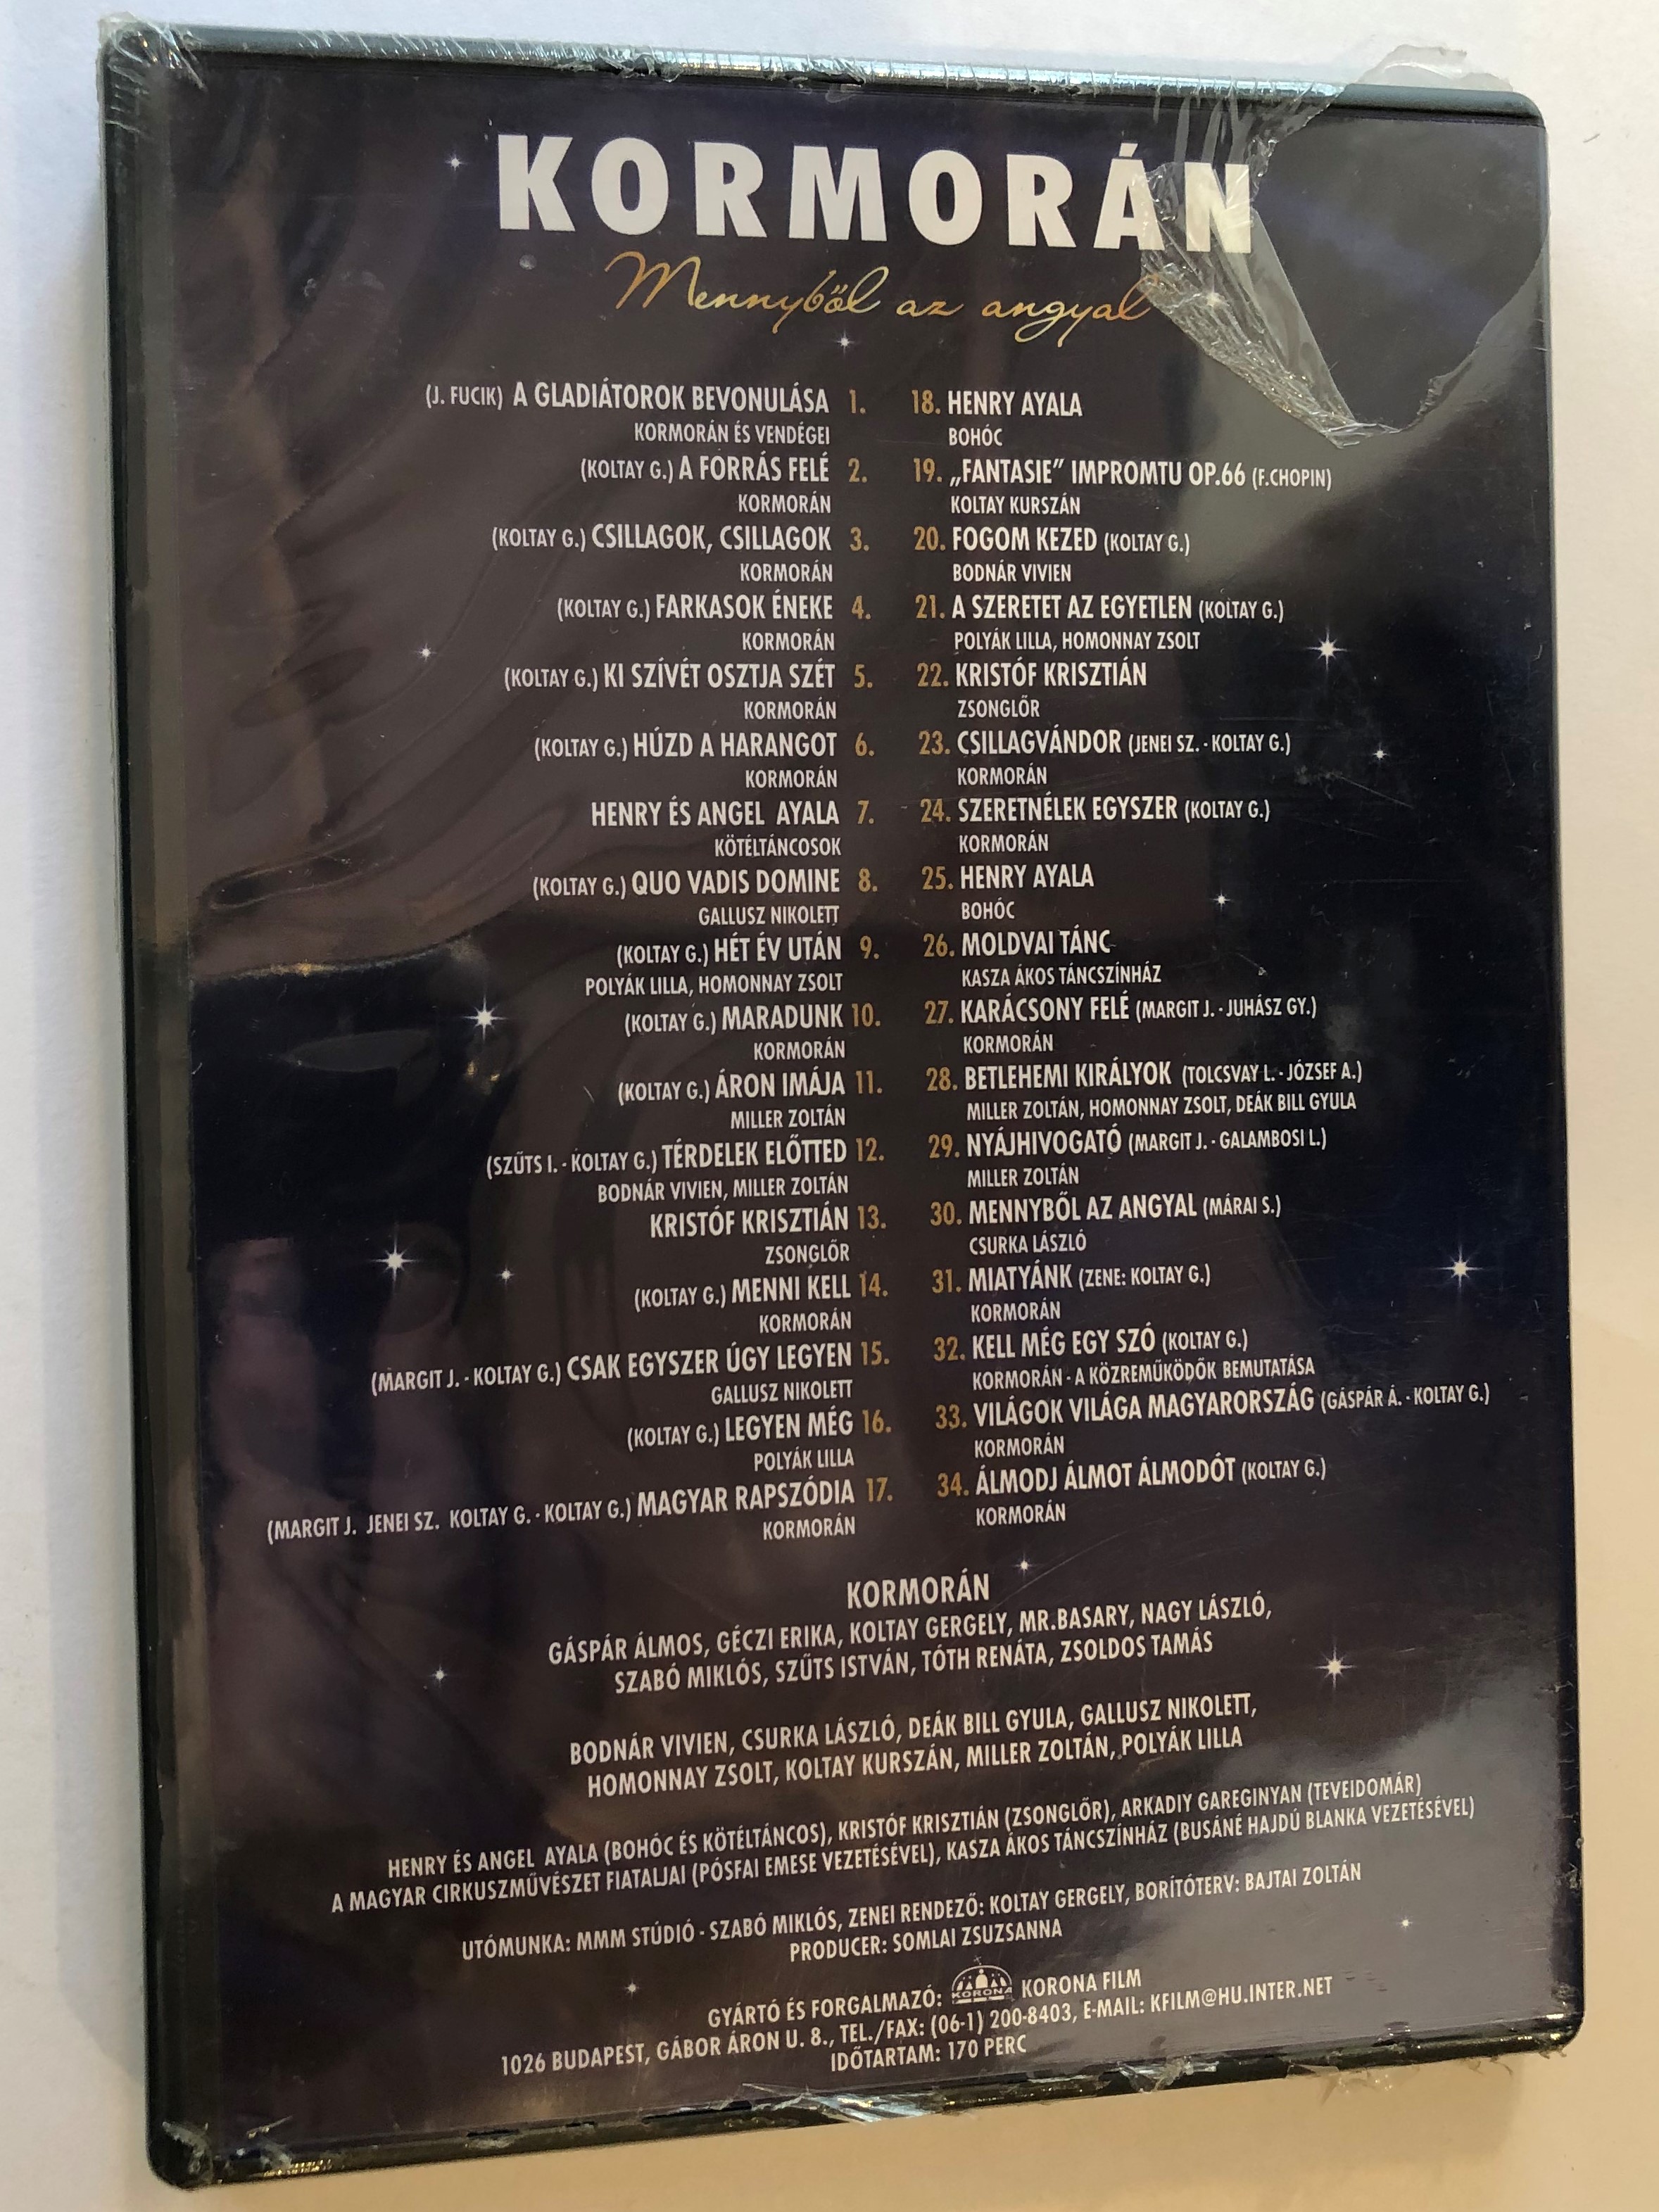 KORMORÁN
Mennyből az angyal
(J. FUCIK) A GLADIÁTOROK BEVONULÁSA 1.
KORMORÁN ÉS VENDÉGEI
(KOLTAY G.) A FORRÁS FELÉ 2.
KORMORÁN
(KOLTAY G.) CSILLAGOK, CSILLAGOK 3.
KORMORÁN
(KOLTAY G.) FARKASOK ÉNEKE 4.
KORMORÁN
(KOLTAY G.) KI SZÍVÉT OSZTJA SZÉT 5.
KORMORÁN
(KOLTAY G.) HÚZD A HARANGOT 6.
KORMORÁN
HENRY ÉS ANGEL AYALA 7.
KÖTÉLTÁNCOSOK
(KOLTAY G.) QUO VADIS DOMINE 8.
GALLUSZ NIKOLETT
(KOLTAY G.) HÉT ÉV UTÁN 9.
POLYÁK LILLA, HOMONNAY ZSOLT
(KOLTAY G.) MARADUNK 10.
KORMORÁN
(KOLTAY G.) ÁRON IMÁJA 11.
MILLER ZOLTÁN
(SZŰTS I. - KOLTAY G.) TÉRDELEK ELŐTTED 12.
BODNÁR VIVIEN, MILLER ZOLTÁN
KRISTÓF KRISZTIÁN 13.
ZSONGLŐR
(KOLTAY G.) MENNI KELL 14.
KORMORÁN
(MARGIT J. - KOLTAY G.) CSAK EGYSZER ÚGY LEGYEN 15.
GALLUSZ NIKOLETT
(KOLTAY G.) LEGYEN MÉG 16.
POLYÁK LILLA
(MARGIT J. JENEI SZ. KOLTAY G. - KOLTAY G.) MAGYAR RAPSZÓDIA 17.
KORMORÁN
18. HENRY AYALA
BOHÓC
19. „FANTASIE” IMPROMTU OP.66 (F.CHOPIN)
KOLTAY KURSZÁN
20. FOGOM KEZED (KOLTAY G.)
BODNÁR VIVIEN
21. A SZERETET AZ EGYETLEN (KOLTAY G.)
POLYÁK LILLA, HOMONNAY ZSOLT
22. KRISTÓF KRISZTIÁN
ZSONGLŐR
23. CSILLAGVÁNDOR (JENEI SZ. - KOLTAY G.)
KORMORÁN
24. SZERETNÉLEK EGYSZER (KOLTAY G.)
KORMORÁN
25. HENRY AYALA
BOHÓC
26. MOLDVAI TÁNC
KASZA ÁKOS TÁNCSZÍNHÁZ
27. KARÁCSONY FELÉ (MARGIT J. - JUHÁSZ GY.)
KORMORÁN
28. BETLEHEMI KIRÁLYOK (TOLCSVAY L. - JÓZSEF A.)
MILLER ZOLTÁN, HOMONNAY ZSOLT, DEÁK BILL GYULA
29. NYÁJHIVOGATÓ (MARGIT J. - GALAMBOSI L.)
MILLER ZOLTÁN
30. MENNYBŐL AZ ANGYAL (MÁRAI S.)
CSURKA LÁSZLÓ
31. MIATYÁNK (ZENE: KOLTAY G.)
KORMORÁN
32. KELL MÉG EGY SZÓ (KOLTAY G.)
KORMORÁN - A KÖZREMŰKÖDŐK BEMUTATÁSA
33. VILÁGOK VILÁGA MAGYARORSZÁG (GÁSPÁR Á. - KOLTAY G.)
KORMORÁN
34. ÁLMODJ ÁLMOT ÁLMODÓT (KOLTAY G.)
KORMORÁN
KORMORÁN
GÁSPÁR ÁLMOS, GÉCZI ERIKA, KOLTAY GERGELY, MR.BASARY, NAGY LÁSZLÓ,
SZABÓ MIKLÓS, SZŰTS ISTVÁN, TÓTH RENÁTA, ZSOLDOS TAMÁS
BODNÁR VIVIEN, CSURKA LÁSZLÓ, DEÁK BILL GYULA, GALLUSZ NIKOLETT,
HOMONNAY ZSOLT, KOLTAY KURSZÁN, MILLER ZOLTÁN, POLYÁK LILLA
HENRY ÉS ANGEL AYALA (BOHÓC ÉS KÖTÉLTÁNCOS), KRISTÓF KRISZTIÁN (ZSONGLŐR), ARKADIY GAREGINYAN (TEVEIDOMÁR)
A MAGYAR CIRKUSZMŰVÉSZET FIATALJAI (PÓSFAI EMESE VEZETÉSÉVEL), KASZA ÁKOS TÁNCSZÍNHÁZ (BUSÁNÉ HAJDÚ BLANKA VEZETÉSÉVEL)
UTÓMUNKA: MMM STÚDIÓ - SZABÓ MIKLÓS, ZENEI RENDEZŐ: KOLTAY GERGELY, BORÍTÓTERV: BAJTAI ZOLTÁN
PRODUCER: SOMLAI ZSUZSANNA
GYÁRTÓ ÉS FORGALMAZÓ: KORONA KORONA FILM
1026 BUDAPEST, GÁBOR ÁRON U. 8., TEL./FAX: (06-1) 200-8403, E-MAIL: KFILM@HU.INTER.NET
IDŐTARTAM: 170 PERC